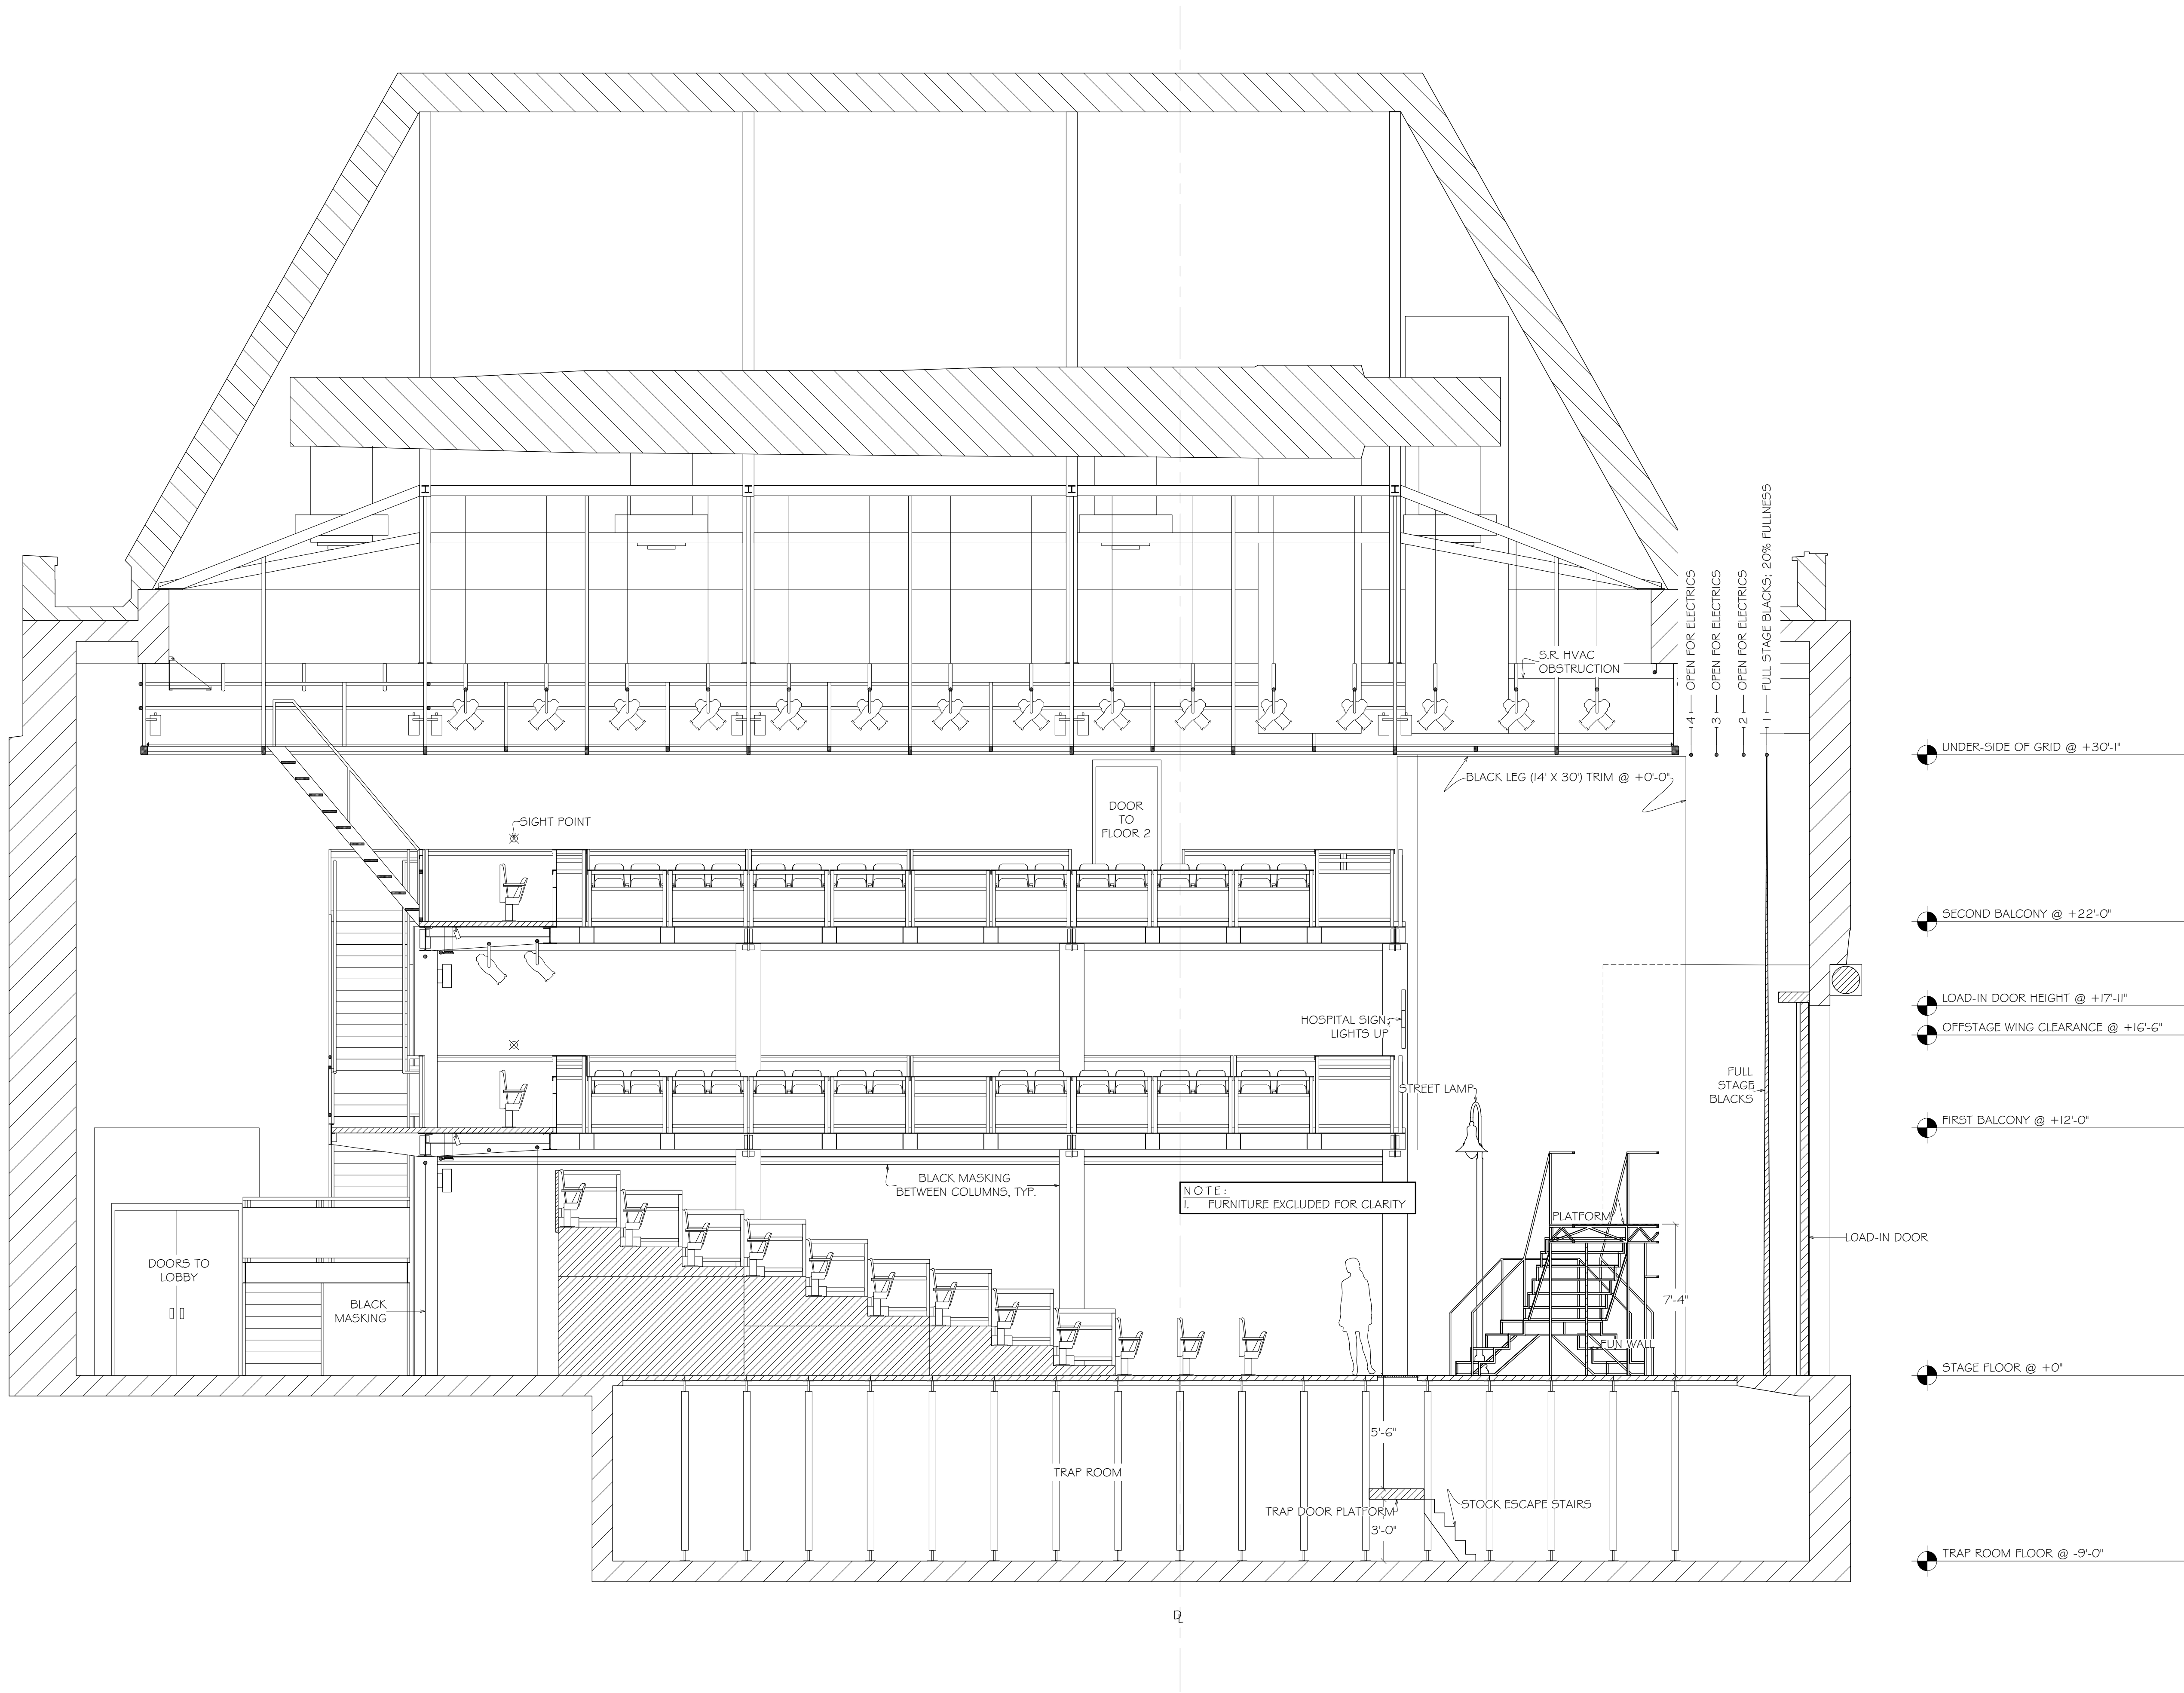 OPEN FOR ELECTRICS
OPEN FOR ELECTRICS
OPEN FOR ELECTRICS
FULL STAGE BLACKS; 20% FULLNESS
4
3
2
1
S.R. HVAC
OBSTRUCTION
UNDER-SIDE OF GRID @ +30'-1"
BLACK LEG (14' X 30') TRIM @ +0'-0"
DOOR
TO
FLOOR 2
SIGHT POINT
SECOND BALCONY @ +22'-0"
LOAD-IN DOOR HEIGHT @ +17'-11"
HOSPITAL SIGN;
LIGHTS UP
OFFSTAGE WING CLEARANCE @ +16'-6"
FULL
STAGE
BLACKS
STREET LAMP
FIRST BALCONY @ +12'-0"
BLACK MASKING
BETWEEN COLUMNS, TYP.
NOTE:
1. FURNITURE EXCLUDED FOR CLARITY
PLATFORM
LOAD-IN DOOR
DOORS TO
LOBBY
BLACK
MASKING
7'-4"
FUN WALL
STAGE FLOOR @ +0"
5'-6"
TRAP ROOM
TRAP DOOR PLATFORM
STOCK ESCAPE STAIRS
3'-0"
TRAP ROOM FLOOR @ -9'-0"